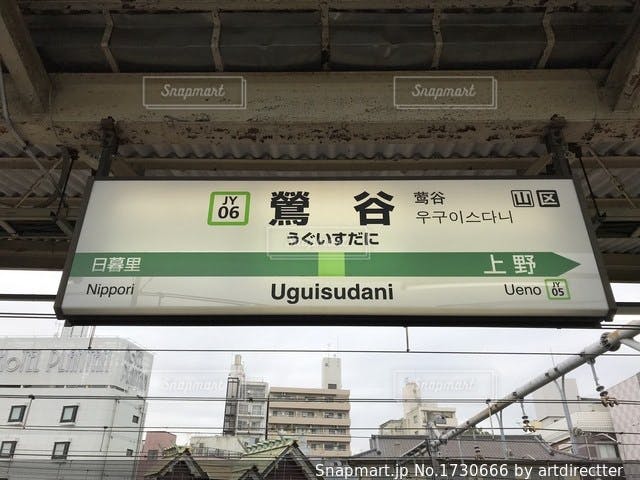 Snapmart Snapmart
JY 06
鶯谷
莺谷
우구이스다니
山 区
うぐいすだに
日暮里
上野
Nippori
Uguisudani
Ueno
JY 05
Snapmart.jp No.1730666 by artdirectter